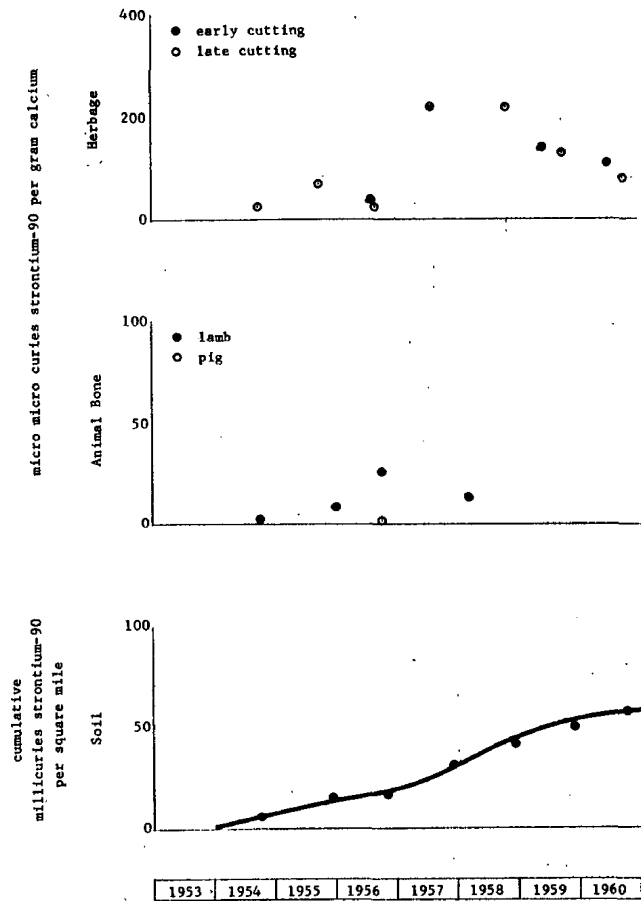 micro micro curies strontium-90 per gram calcium
Herbage
400
200
0
early cutting
late cutting
Animal Bone
100
50
0
lamb
pig
cumulative
millicuries strontium-90
per square mile
Soil
100
50
0
1953 1954 1955 1956 1957 1958 1959 1960